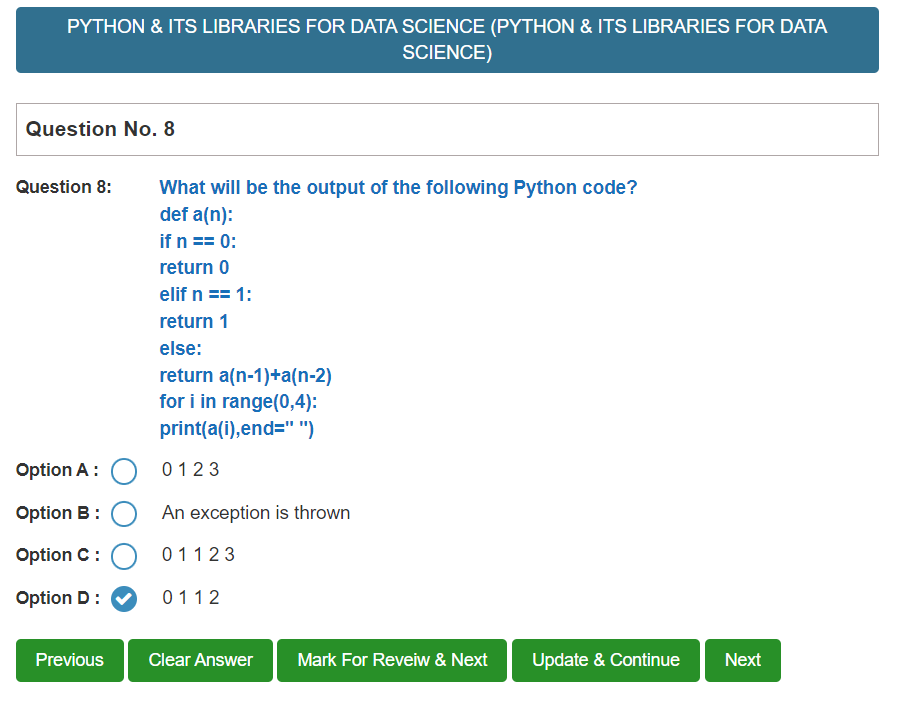 PYTHON & ITS LIBRARIES FOR DATA SCIENCE (PYTHON & ITS LIBRARIES FOR DATA
SCIENCE)
Question No. 8
Question 8: What will be the output of the following Python code?
def a(n):
if n == 0:
return 0
elif n == 1:
return 1
else:
return a(n-1)+a(n-2)
for i in range(0,4):
print(a(i),end=" ")
Option A : 0 1 2 3
Option B : An exception is thrown
Option C : 0 1 1 2 3
Option D : 0 1 1 2
Previous Clear Answer Mark For Reveiw & Next Update & Continue Next